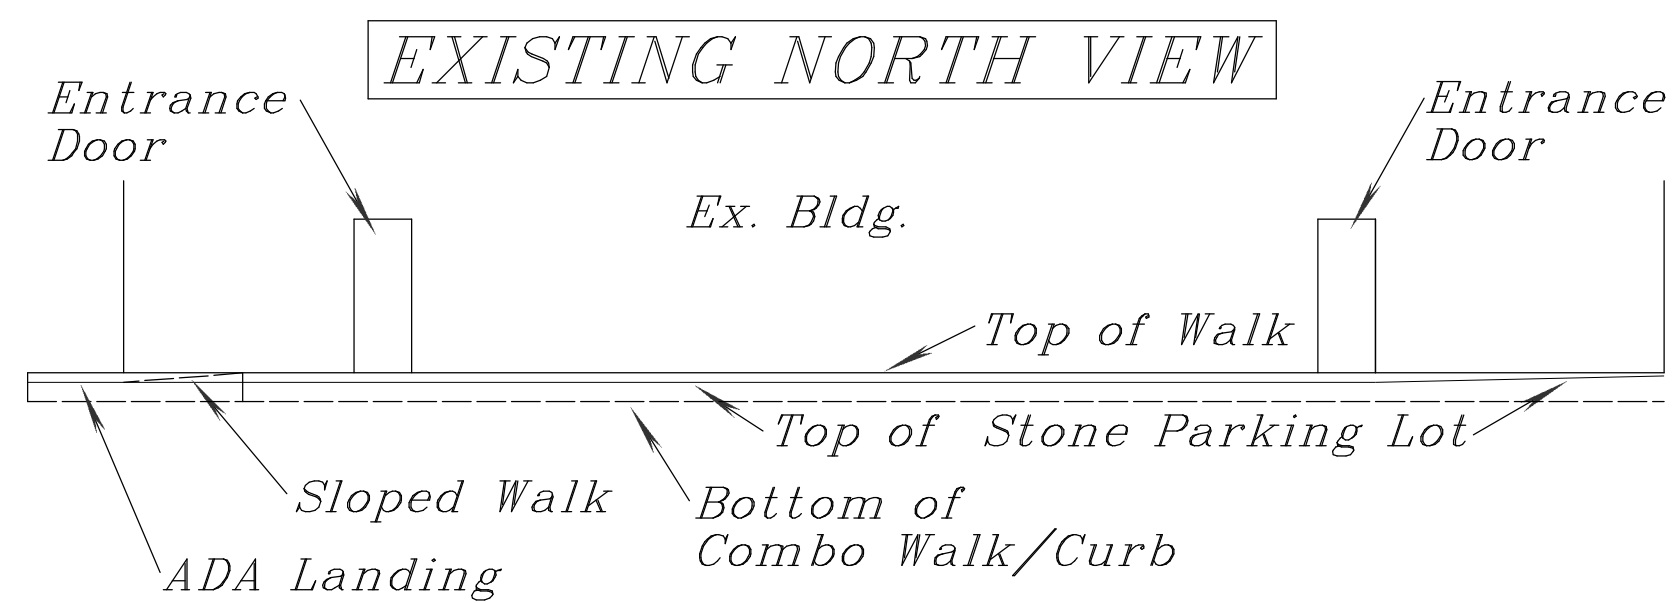 EXISTING NORTH VIEW
Entrance
Door
Entrance
Door
Ex. Bldg.
Top of Walk
Top of Stone Parking Lot
Sloped Walk
Bottom of
Combo Walk/Curb
ADA Landing